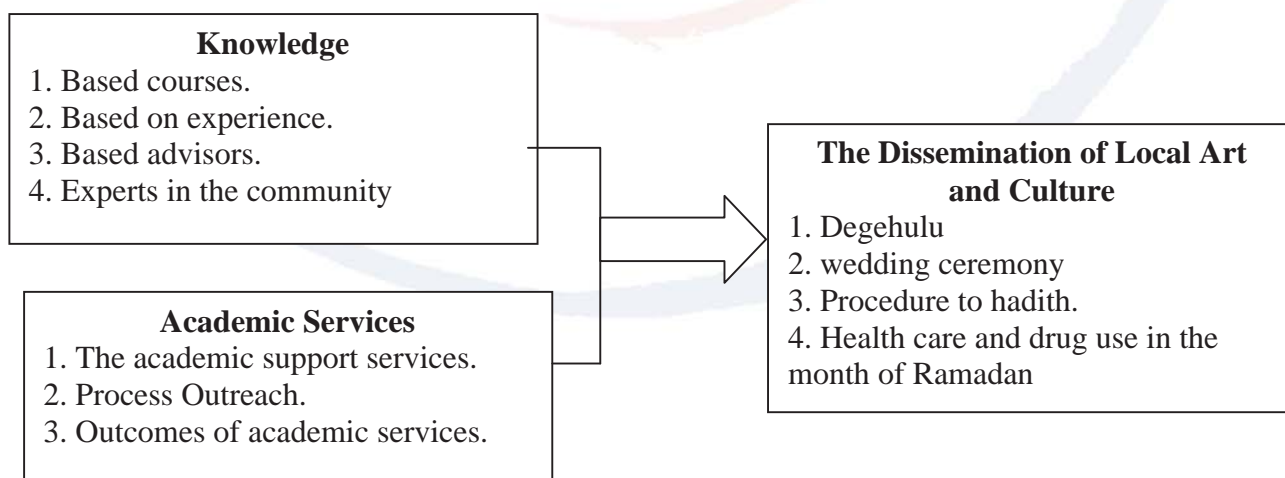 Knowledge
1. Based courses.
2. Based on experience.
3. Based advisors.
4. Experts in the community
Academic Services
1. The academic support services.
2. Process Outreach.
3. Outcomes of academic services.
The Dissemination of Local Art
and Culture
1. Degehulu
2. wedding ceremony
3. Procedure to hadith.
4. Health care and drug use in the
month of Ramadan